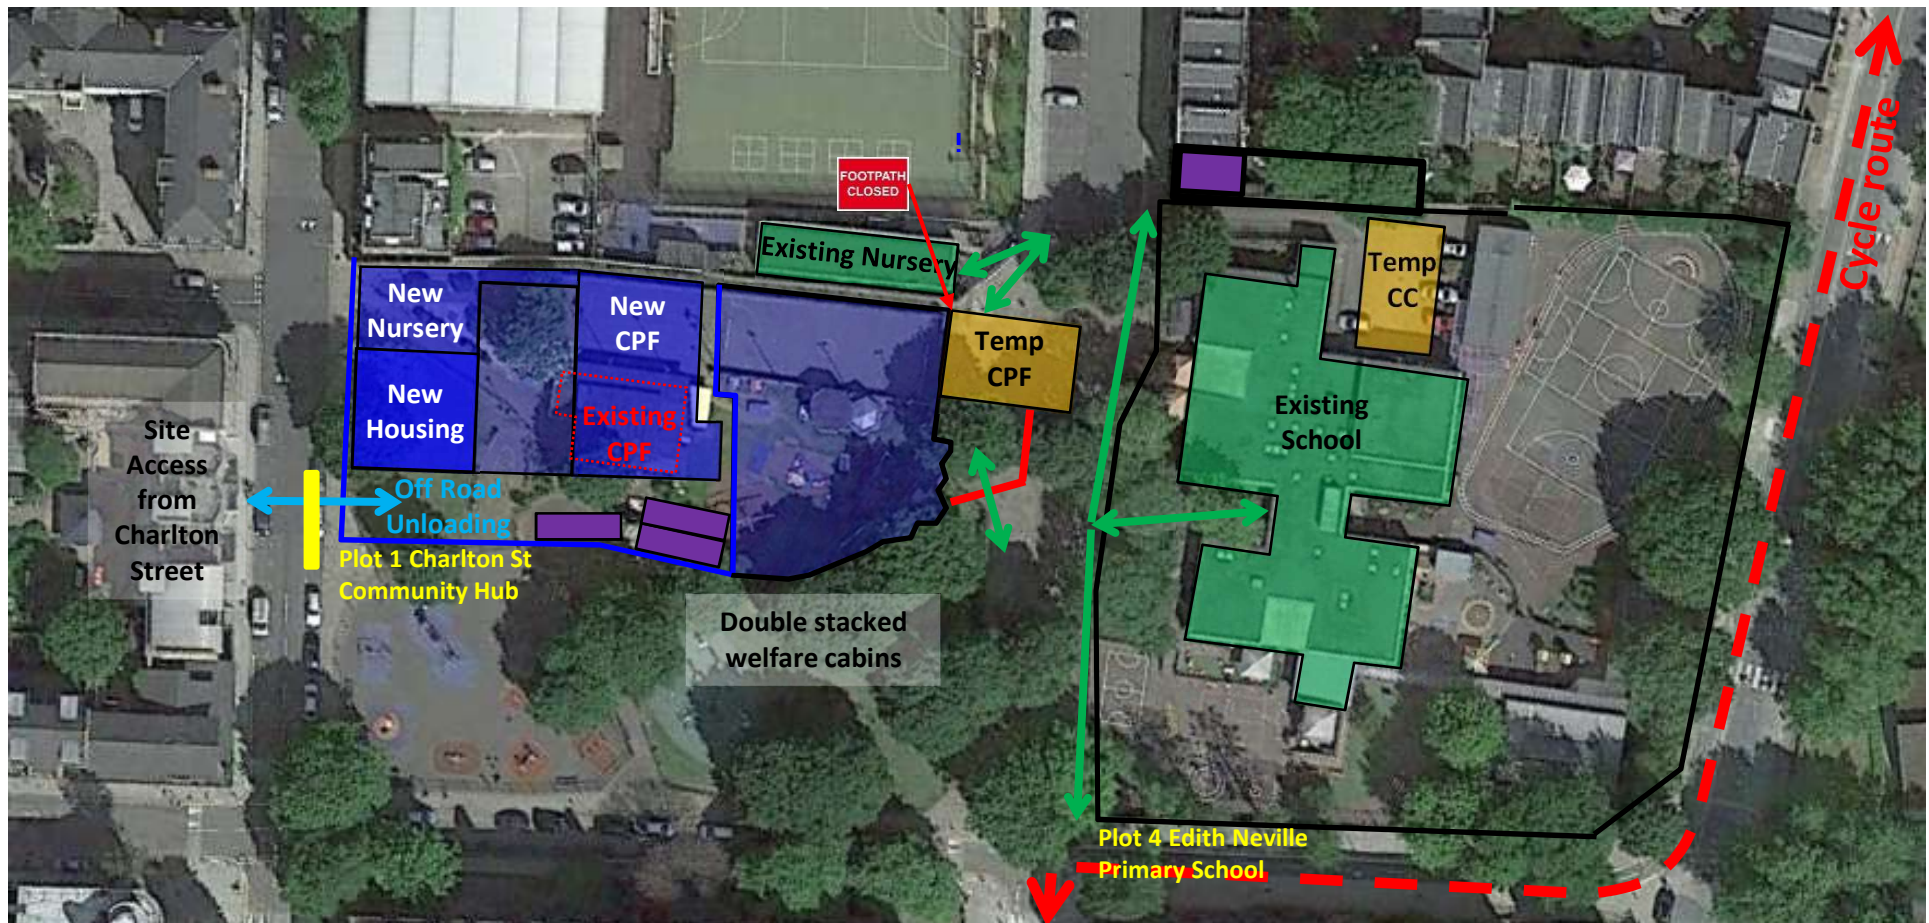 Cycle route
!
FOOTPATH
CLOSED
Existing Nursery
New
Nursery
New
CPF
Temp
CPF
Temp
CC
New
Housing
Existing
CPF
Existing
School
Site
Access
from
Charlton
Street
Off Road
Unloading
Plot 1 Charlton St
Community Hub
Double stacked
welfare cabins
Plot 4 Edith Neville
Primary School